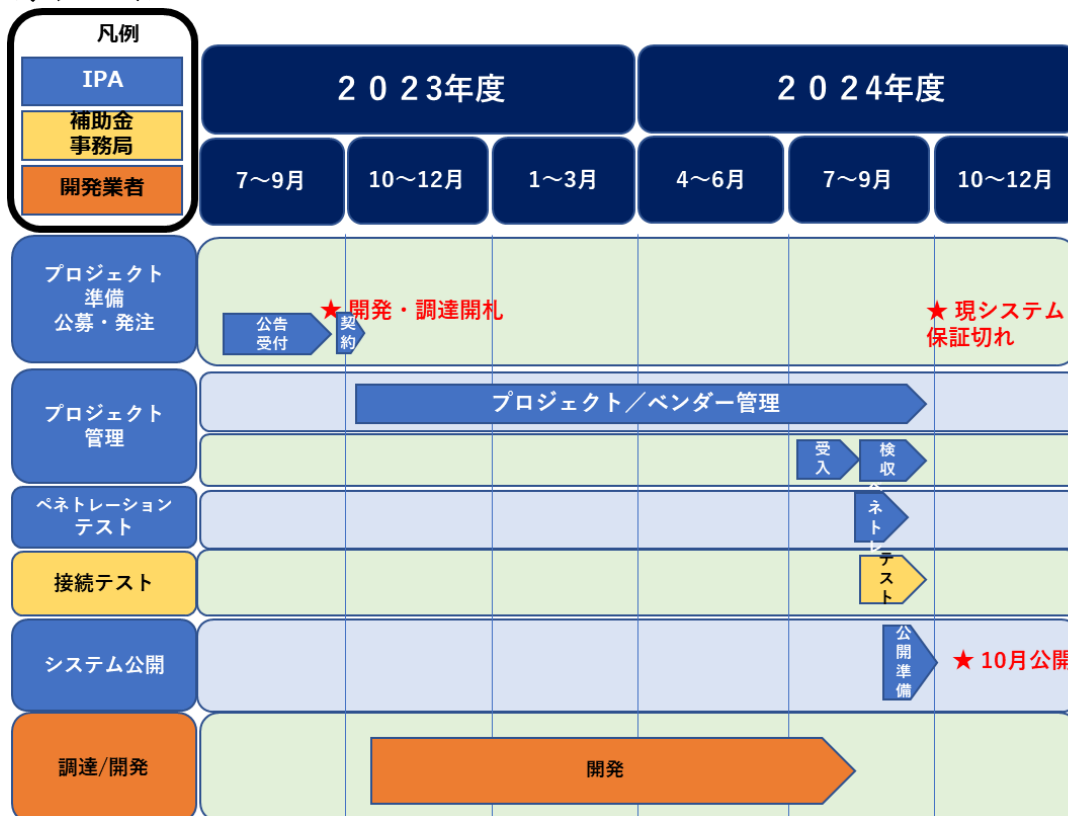 凡例
IPA
補助金
事務局
開発業者
２０２3年度
２０２4年度
7～9月
10～12月
1～3月
4～6月
7～9月
10～12月
プロジェクト
準備
公募・発注
★ 開発・調達開札
公告
受付
契
約
★ 現システム
保証切れ
プロジェクト
管理
プロジェクト／ベンダー管理
受
入
検
収
ペネトレーション
テスト
ネ
ト
レ
接続テスト
テ
ス
ト
システム公開
公
開
準
備
★ 10月公開
調達/開発
開発